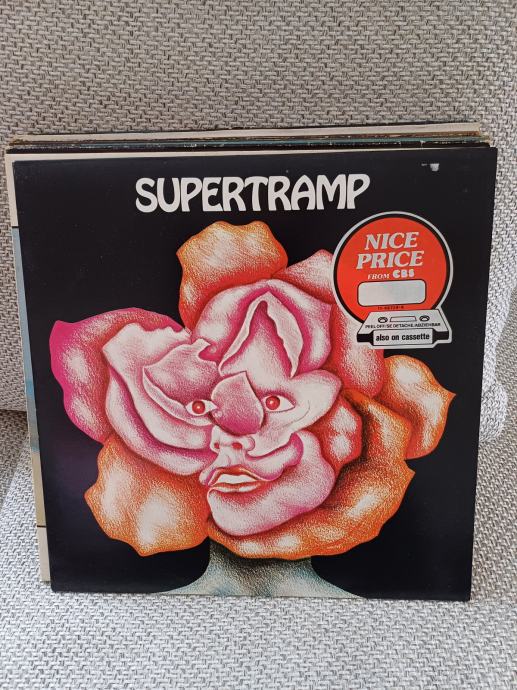 SUPERTRAMP
NICE
PRICE
FROM CBS
PEEL OFF/SE DETACHE/ABZIEHBAR
also on cassette